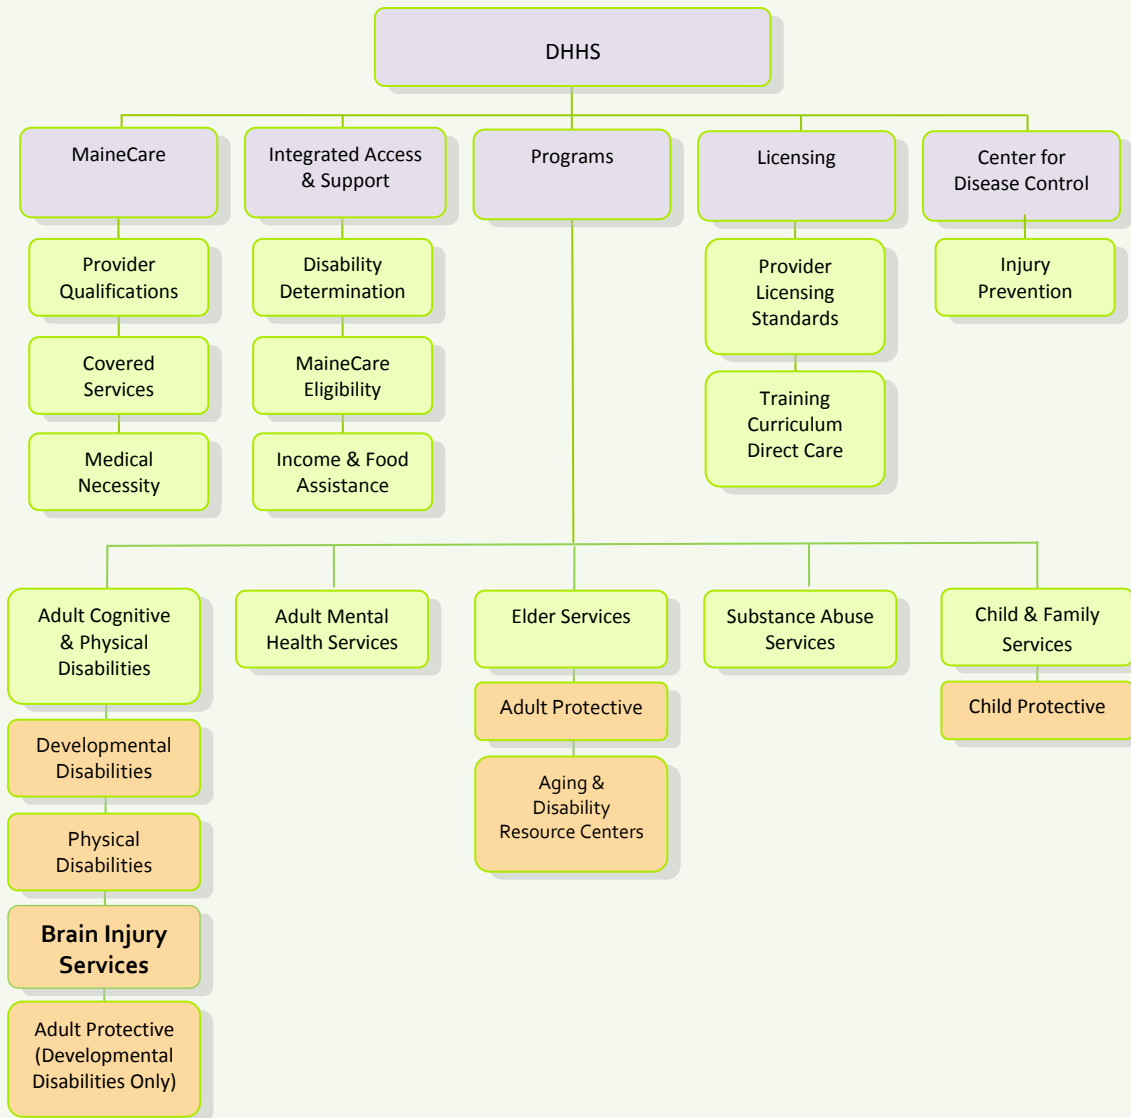 DHHS
MaineCare
Integrated Access
& Support
Programs
Licensing
Center for
Disease Control
Provider
Qualifications
Covered
Services
Medical
Necessity
Disability
Determination
MaineCare
Eligibility
Income & Food
Assistance
Provider
Licensing
Standards
Training
Curriculum
Direct Care
Injury
Prevention
Adult Cognitive
& Physical
Disabilities
Developmental
Disabilities
Physical
Disabilities
Brain Injury
Services
Adult Protective
(Developmental
Disabilities Only)
Adult Mental
Health Services
Elder Services
Adult Protective
Aging &
Disability
Resource Centers
Substance Abuse
Services
Child & Family
Services
Child Protective